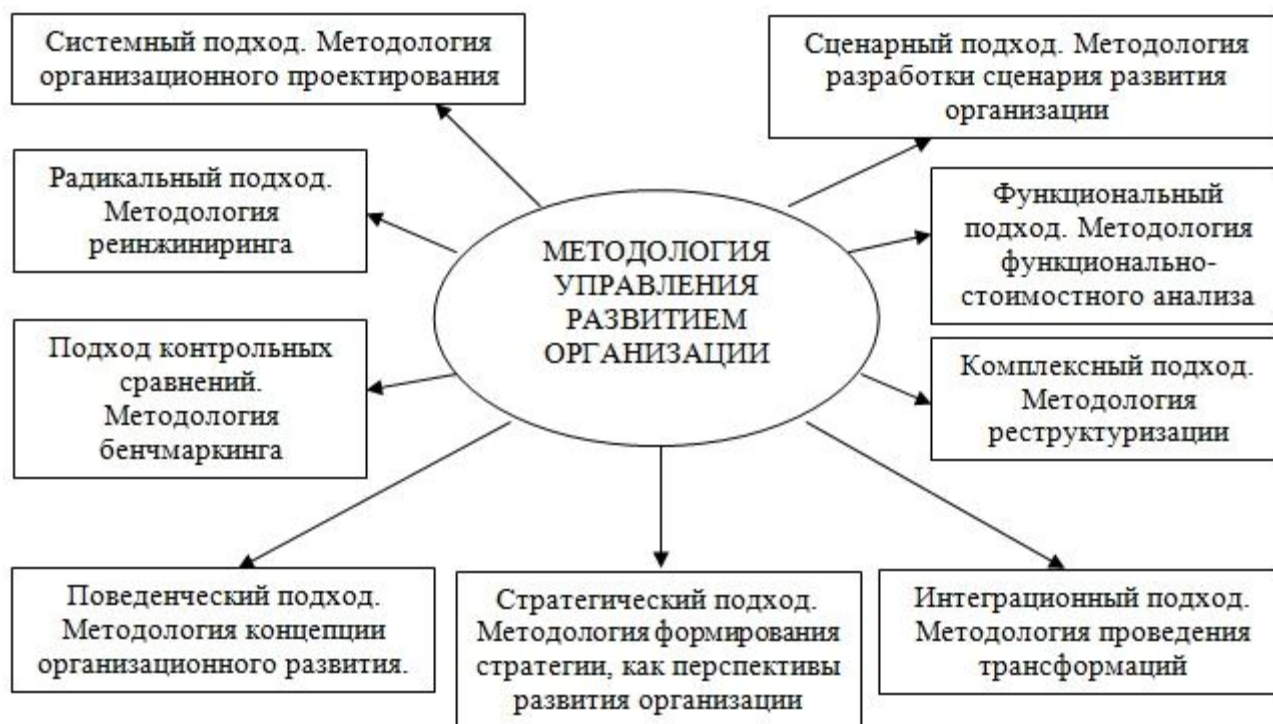 Системный подход. Методология
организационного проектирования
Сценарный подход. Методология
разработки сценария развития
организации
Радикальный подход.
Методология
реинжиниринга
МЕТОДОЛОГИЯ
УПРАВЛЕНИЯ
РАЗВИТИЕМ
ОРГАНИЗАЦИИ
Функциональный
подход. Методология
функционально-
стоимостного анализа
Подход контрольных
сравнений.
Методология
бенчмаркинга
Комплексный подход.
Методология
реструктуризации
Поведенческий подход.
Методология концепции
организационного развития.
Стратегический подход.
Методология формирования
стратегии, как перспективы
развития организации
Интеграционный подход.
Методология проведения
трансформаций